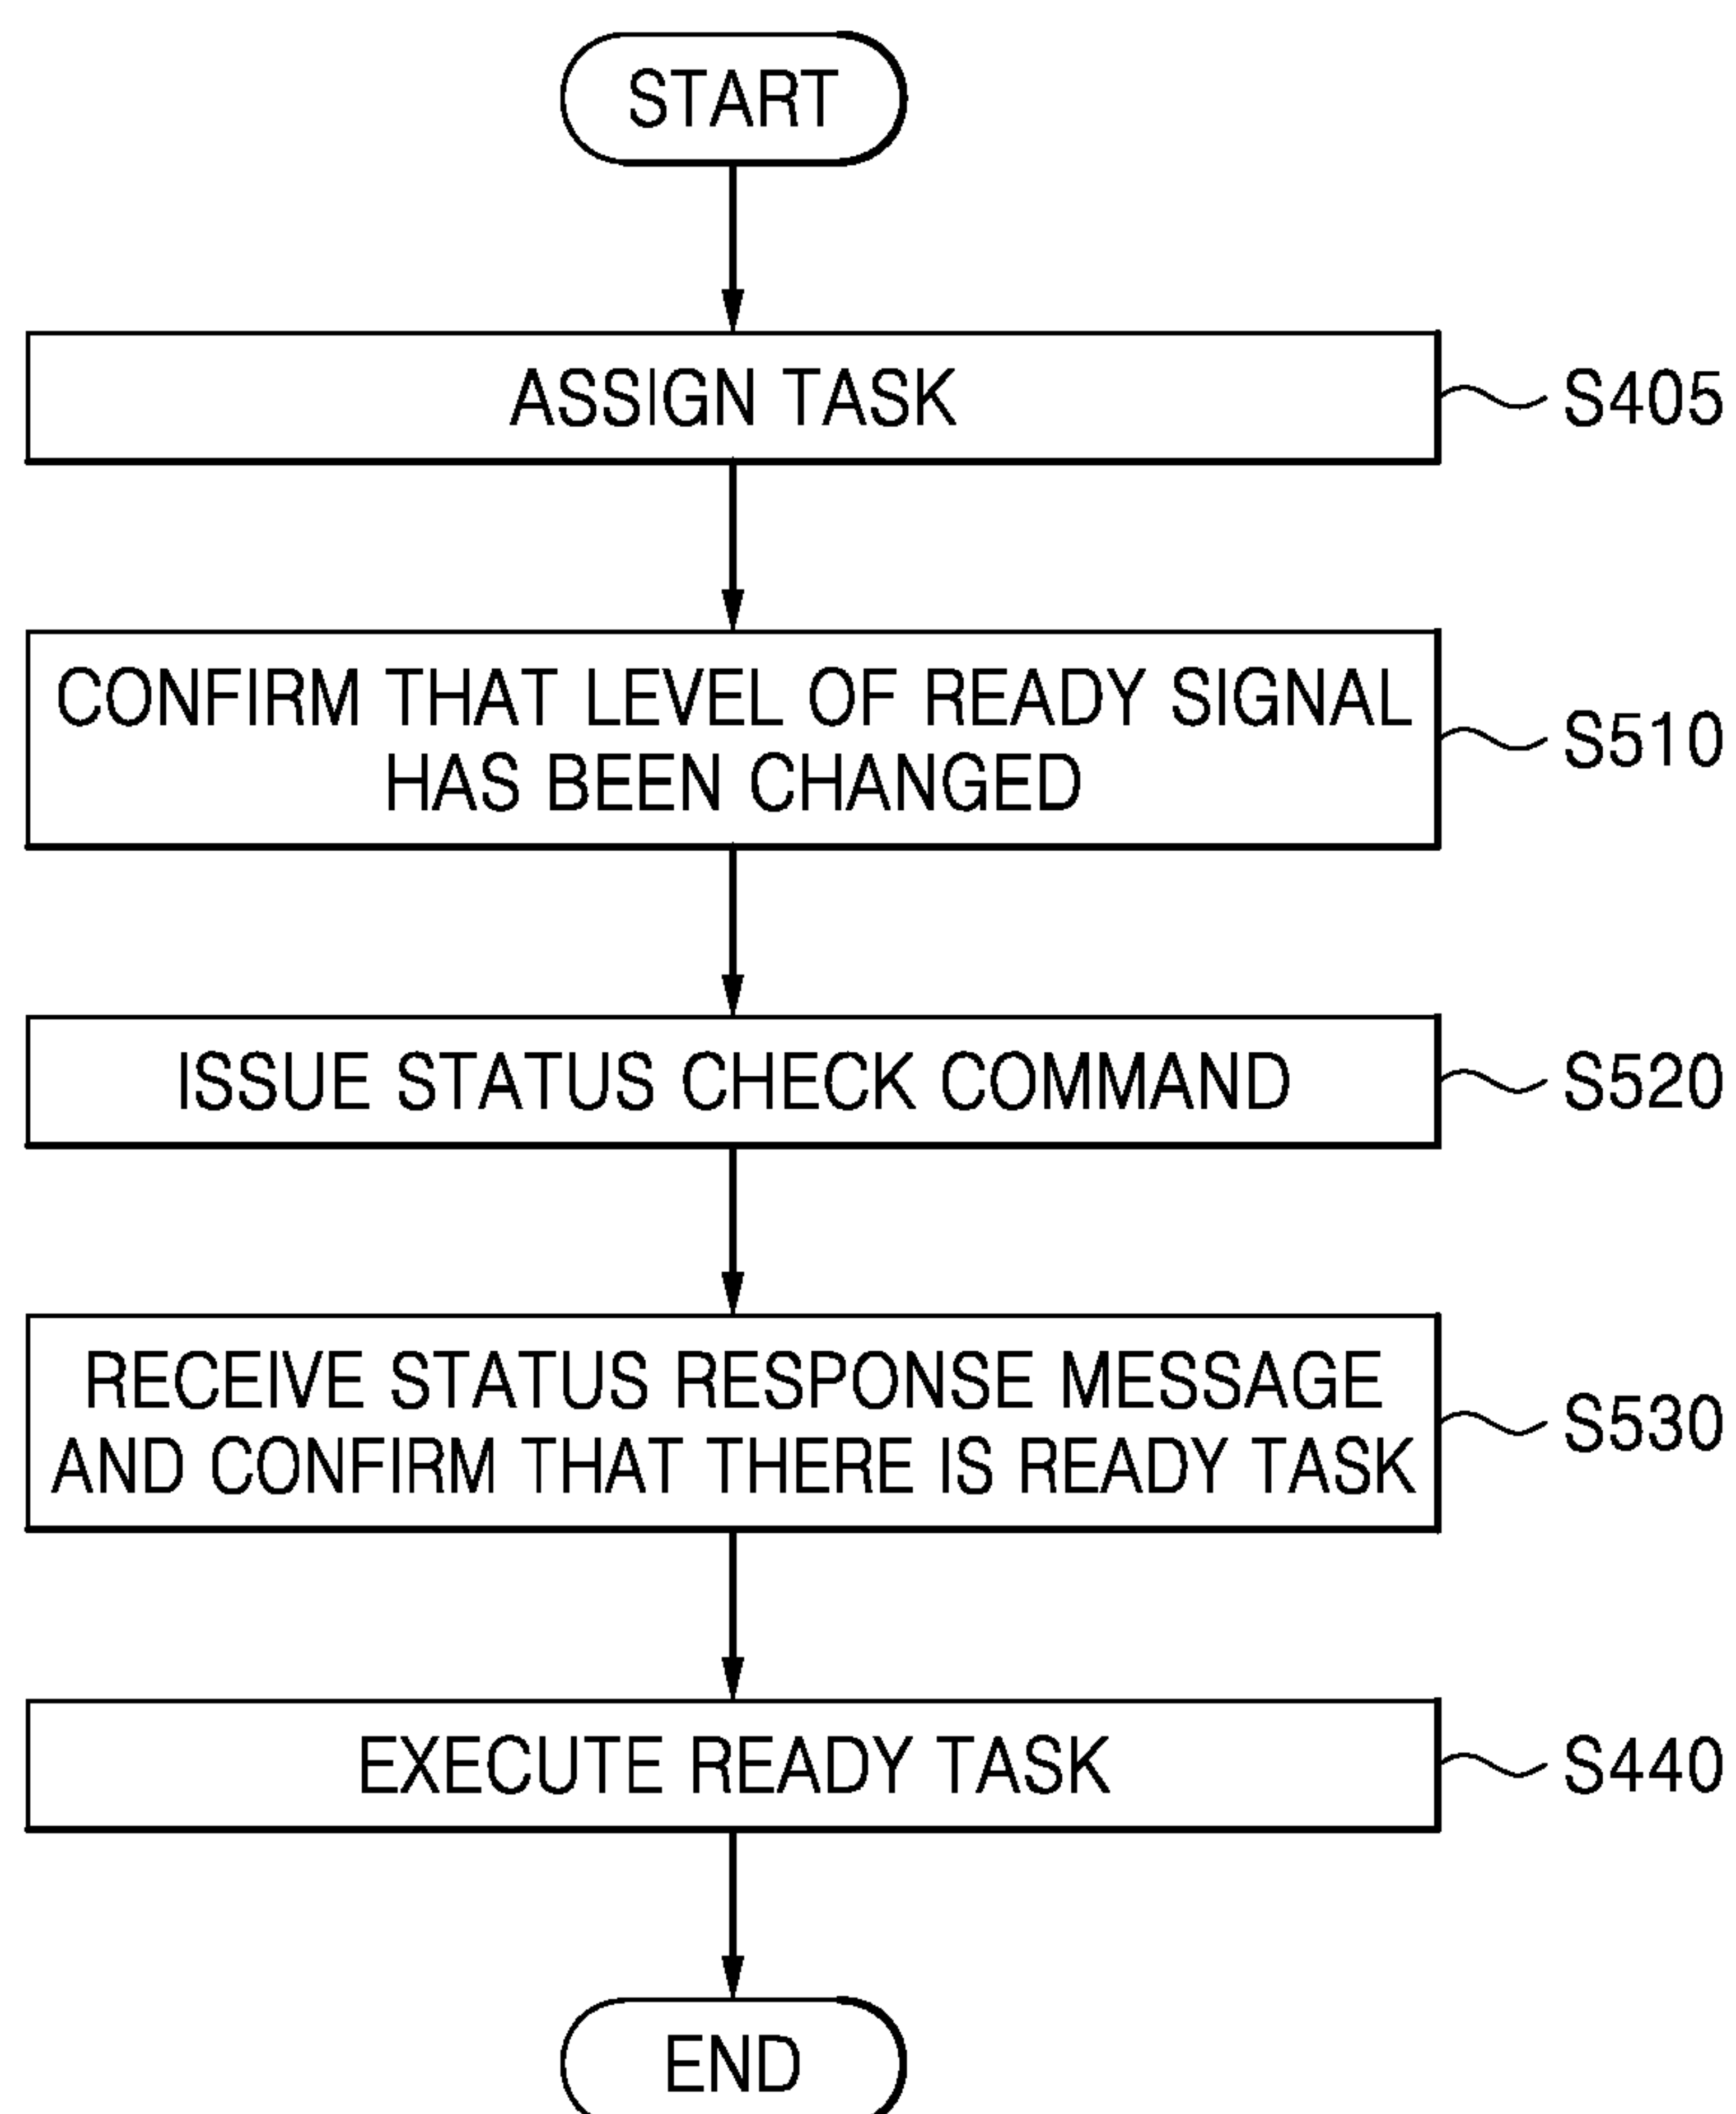 START
ASSIGN TASK
S405
CONFIRM THAT LEVEL OF READY SIGNAL
HAS BEEN CHANGED
S510
ISSUE STATUS CHECK COMMAND
S520
RECEIVE STATUS RESPONSE MESSAGE
AND CONFIRM THAT THERE IS READY TASK
S530
EXECUTE READY TASK
S440
END